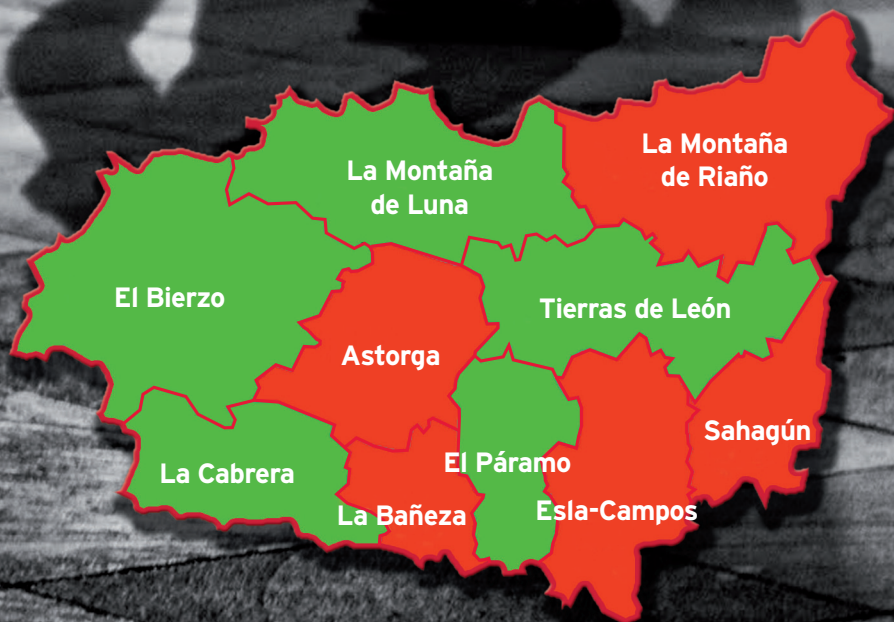 La Montaña
de Riaño
La Montaña
de Luna
El Bierzo
Tierras de León
Astorga
Sahagún
La Cabrera
El Páramo
La Bañeza
Esla-Campos